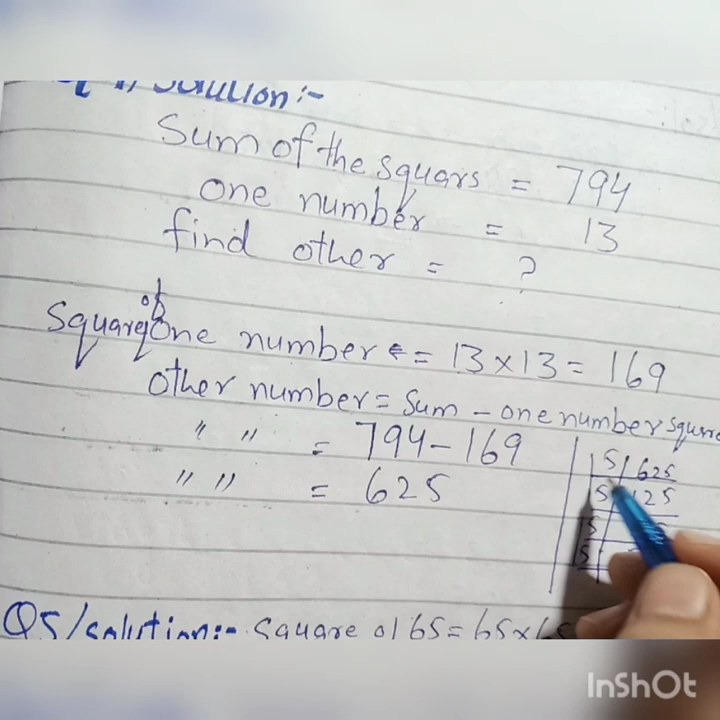 Solution:-
Sum of the squars = 794
one number = 13
find other = ?
Square of One number = = 13 × 13 = 169
other number = Sum - one number square
" " = 794 - 169
" " = 625
5 625
5 125
5
5
Q5/solution:- Square of 65 = 65×65
InShOt